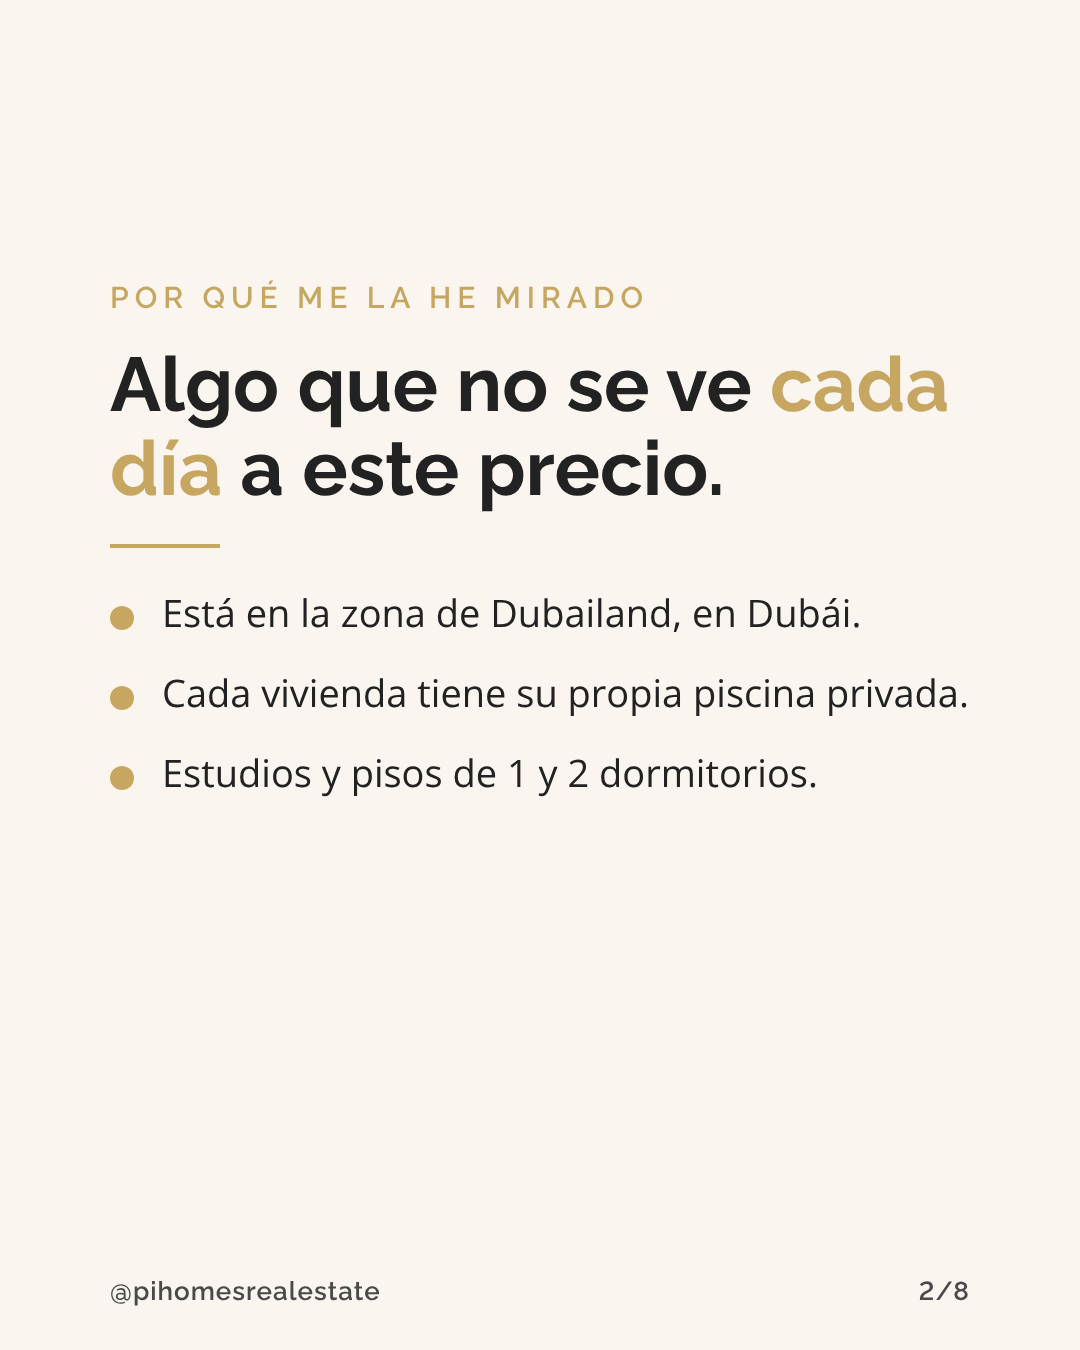 POR QUÉ ME LA HE MIRADO
Algo que no se ve cada
día a este precio.
Está en la zona de Dubailand, en Dubái.
Cada vivienda tiene su propia piscina privada.
Estudios y pisos de 1 y 2 dormitorios.
@pihomesrealestate
2/8